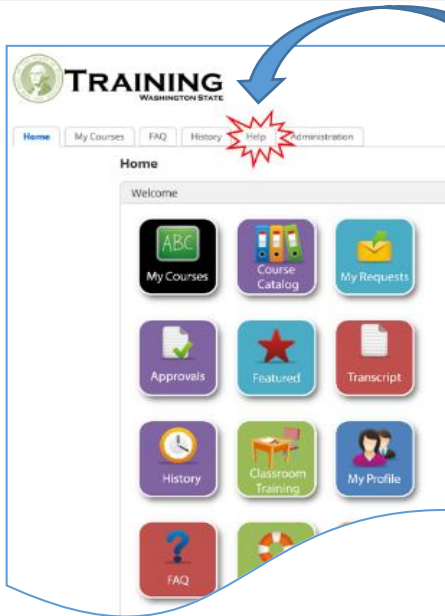 TRAINING
WASHINGTON STATE
Home My Courses FAQ History Help Administration
Home
Welcome
ABC
My Courses
Course
Catalog
My Requests
Approvals
Featured
Transcript
History
Classroom
Training
My Profile
FAQ